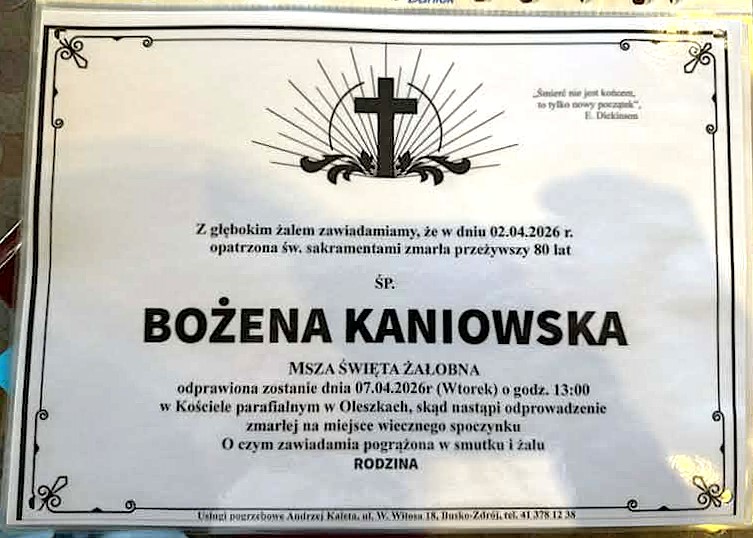 „Śmierć nie jest końcem,
to tylko nowy początek”,
E. Dickinson
Z głębokim żalem zawiadamiamy, że w dniu 02.04.2026 r.
opatrzona św. sakramentami zmarła przeżywszy 80 lat
ŚP.
BOŻENA KANIOWSKA
MSZA ŚWIĘTA ŻAŁOBNA
odprawiona zostanie dnia 07.04.2026r (Wtorek) o godz. 13:00
w Kościele parafialnym w Oleszkach, skąd nastąpi odprowadzenie
zmarłej na miejsce wiecznego spoczynku
O czym zawiadamia pogrążona w smutku i żalu
RODZINA
Usługi pogrzebowe Andrzej Kaleta, ul. W. Witosa 18, Busko-Zdrój, tel. 41 378 12 38